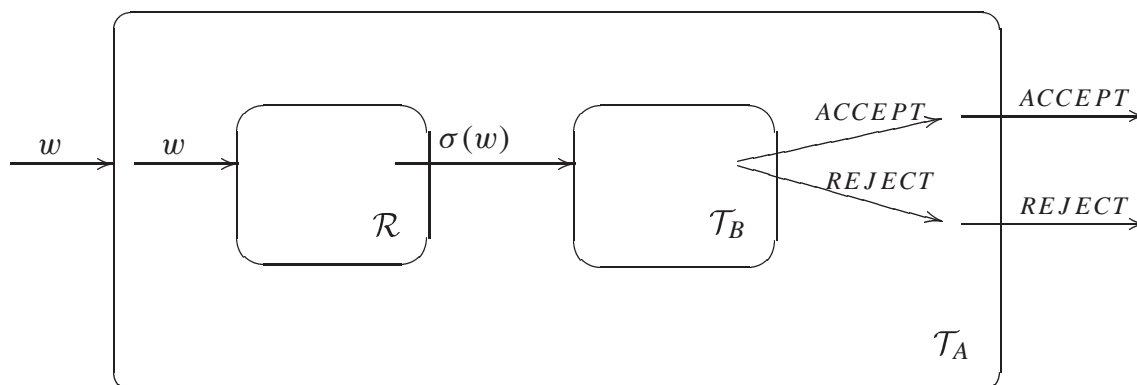 ACCEPT
ACCEPT
w
w
σ(w)
REJECT
REJECT
R
T_B
T_A